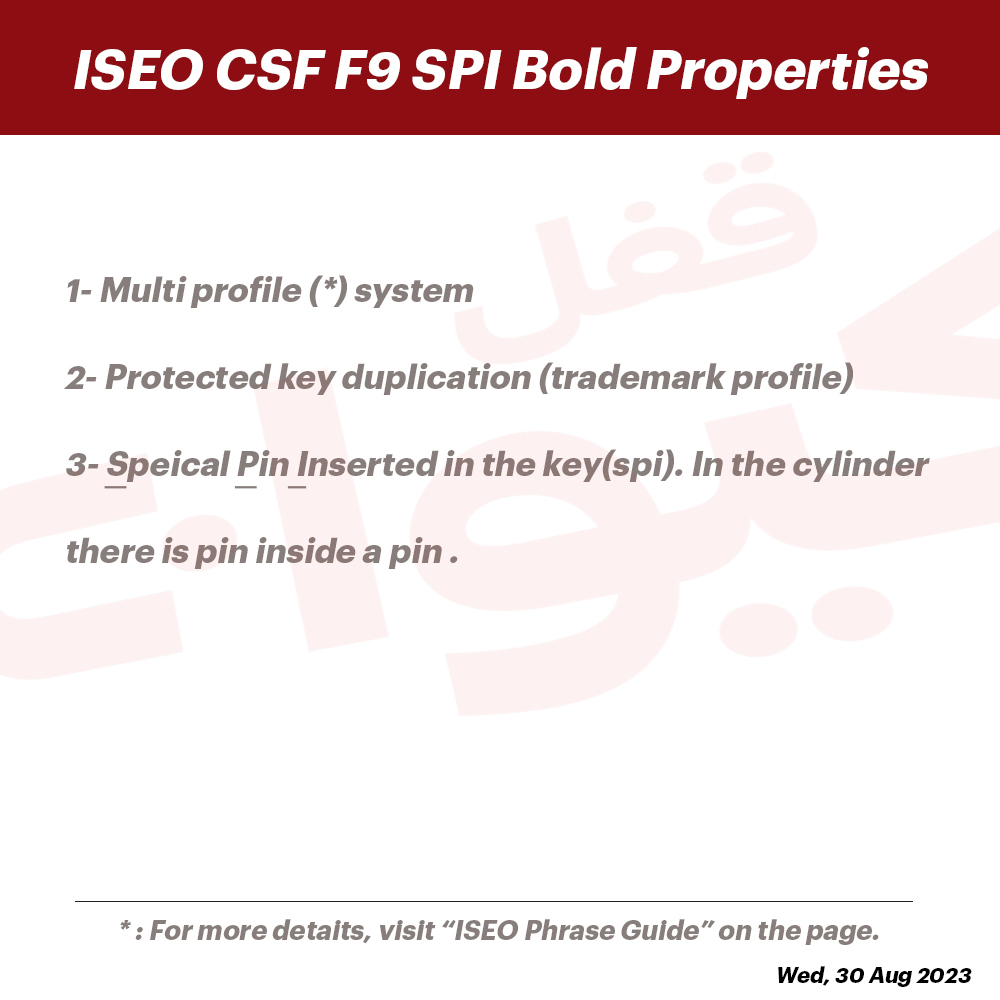 ISEO CSF F9 SPI Bold Properties
قفل
کیوان
1- Multi profile (*) system
2- Protected key duplication (trademark profile)
3- Speical Pin Inserted in the key(spi). In the cylinder
there is pin inside a pin .
* : For more detaits, visit “ISEO Phrase Guide” on the page.
Wed, 30 Aug 2023